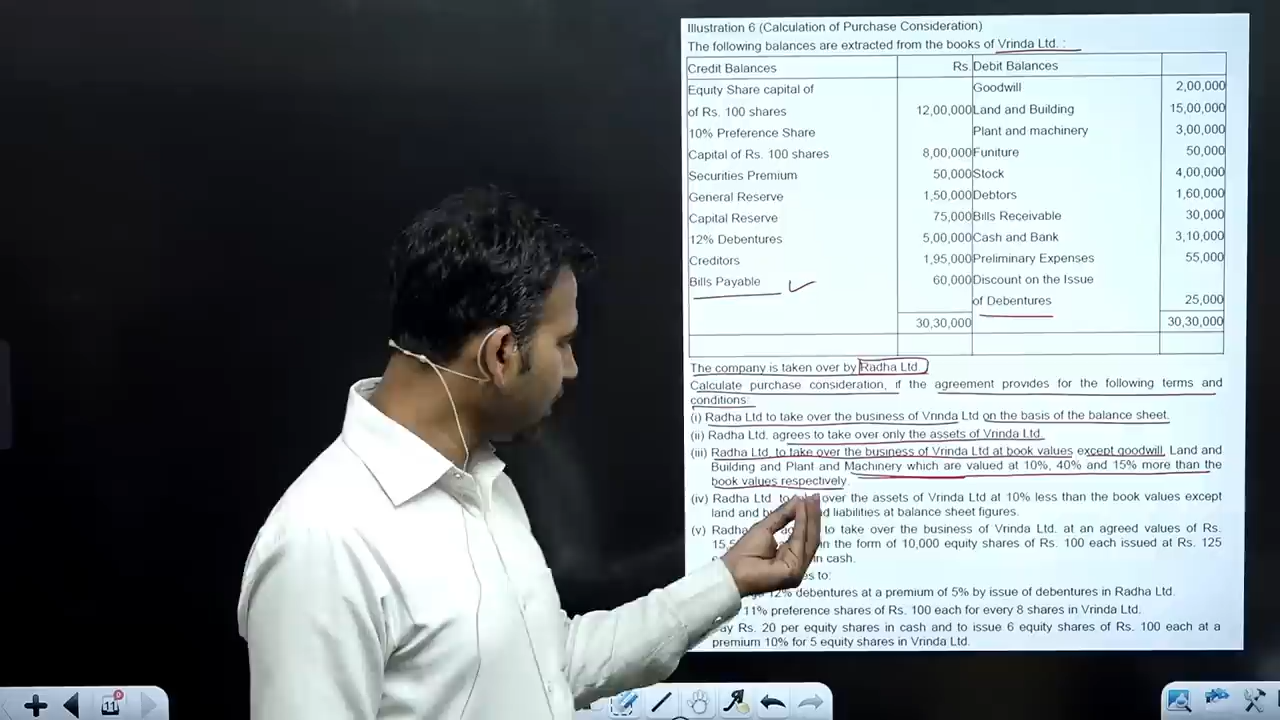 Illustration 6 (Calculation of Purchase Consideration)
The following balances are extracted from the books of Vrinda Ltd. :
Credit Balances Rs. Debit Balances
Equity Share capital of Goodwill 2,00,000
of Rs. 100 shares 12,00,000 Land and Building 15,00,000
10% Preference Share Plant and machinery 3,00,000
Capital of Rs. 100 shares 8,00,000 Funiture 50,000
Securities Premium 50,000 Stock 4,00,000
General Reserve 1,50,000 Debtors 1,60,000
Capital Reserve 75,000 Bills Receivable 30,000
12% Debentures 5,00,000 Cash and Bank 3,10,000
Creditors 1,95,000 Preliminary Expenses 55,000
Bills Payable 60,000 Discount on the Issue
of Debentures 25,000
30,30,000 30,30,000
The company is taken over by Radha Ltd
Calculate purchase consideration, if the agreement provides for the following terms and
conditions:
(i) Radha Ltd to take over the business of Vrinda Ltd on the basis of the balance sheet.
(ii) Radha Ltd. agrees to take over only the assets of Vrinda Ltd.
(iii) Radha Ltd. to take over the business of Vrinda Ltd at book values except goodwill, Land and
Building and Plant and Machinery which are valued at 10%, 40% and 15% more than the
book values respectively.
(iv) Radha Ltd to over the assets of Vrinda Ltd at 10% less than the book values except
land and liabilities at balance sheet figures.
(v) Radha to take over the business of Vrinda Ltd. at an agreed values of Rs.
in the form of 10,000 equity shares of Rs. 100 each issued at Rs. 125
in cash.
to:
12% debentures at a premium of 5% by issue of debentures in Radha Ltd.
11% preference shares of Rs. 100 each for every 8 shares in Vrinda Ltd.
Rs. 20 per equity shares in cash and to issue 6 equity shares of Rs. 100 each at a
premium 10% for 5 equity shares in Vrinda Ltd.
11